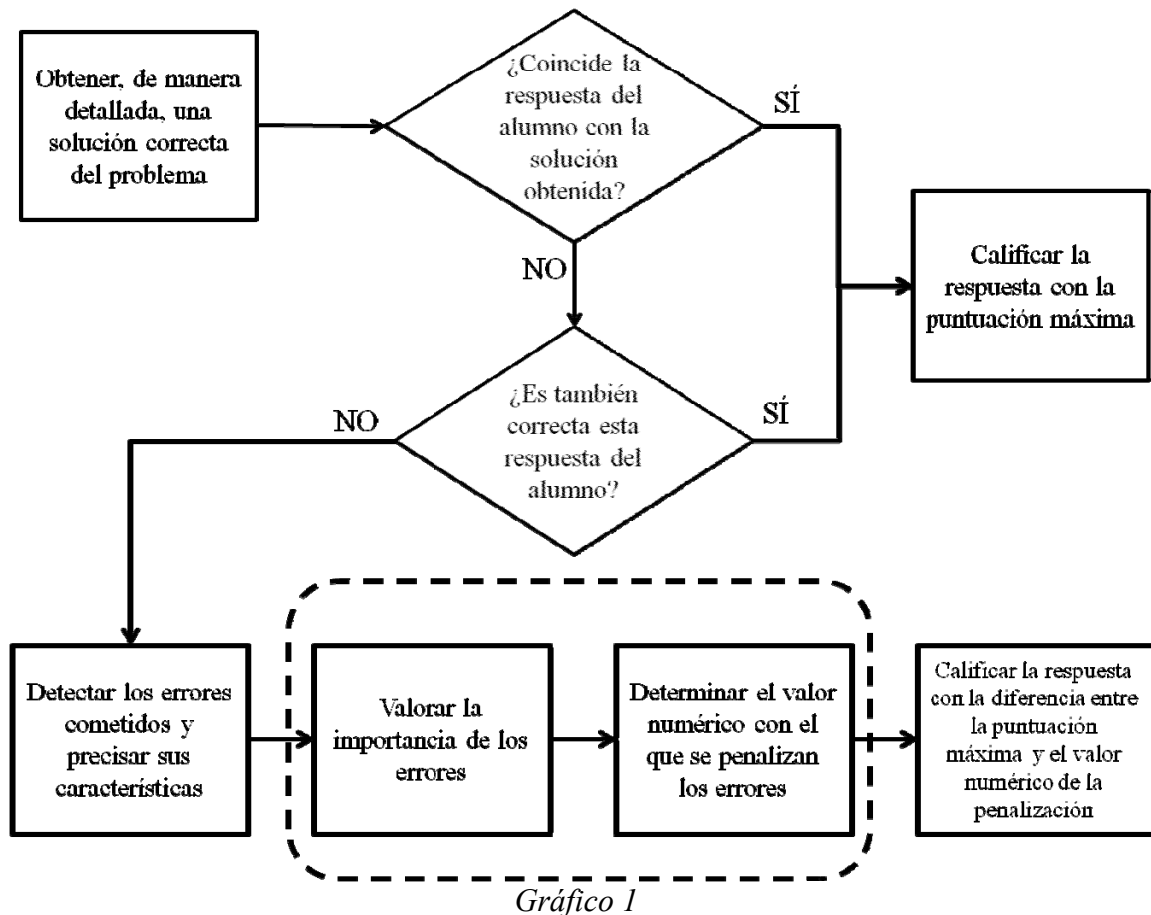 Obtener, de manera
detallada, una
solución correcta
del problema
¿Coincide la
respuesta del
alumno con la
solución
obtenida?
SÍ
NO
Calificar la
respuesta con la
puntuación máxima
¿Es también
correcta esta
respuesta del
alumno?
SÍ
NO
Detectar los errores
cometidos y
precisar sus
características
Valorar la
importancia de los
errores
Determinar el valor
numérico con el
que se penalizan
los errores
Calificar la respuesta
con la diferencia entre
la puntuación
máxima y el valor
numérico de la
penalización
Gráfico 1